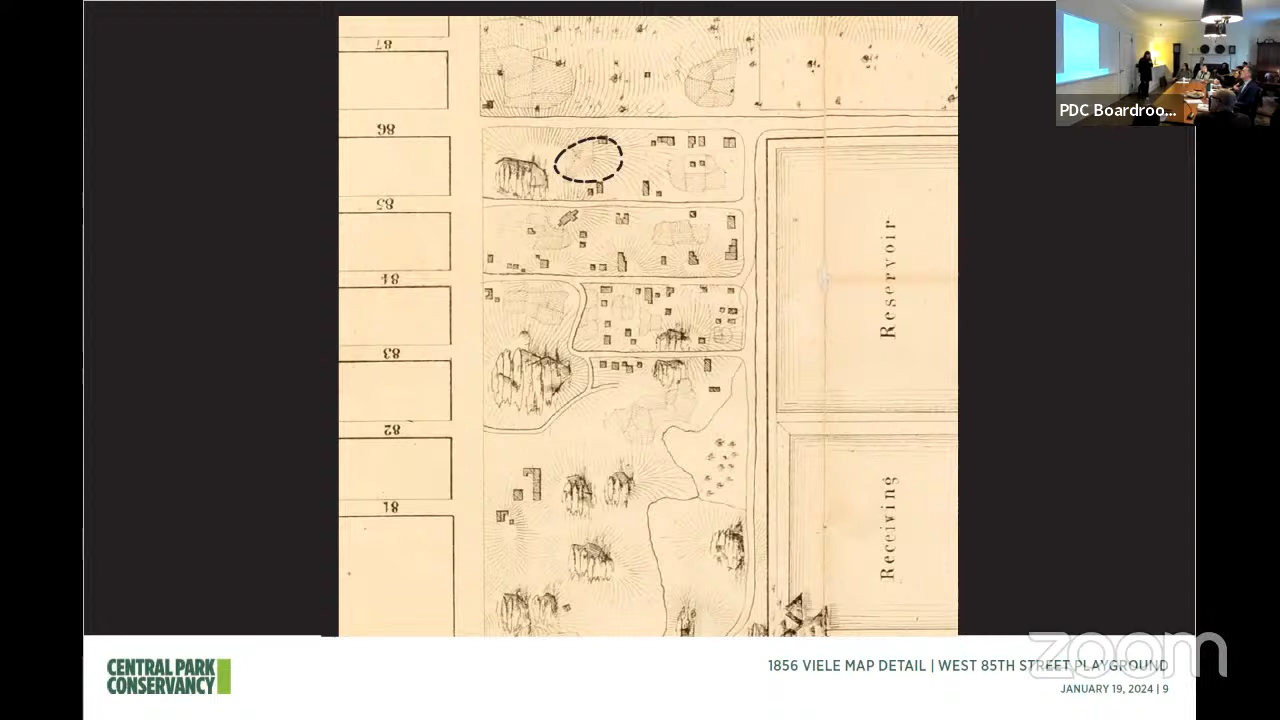 PDC Boardroo...
87
86
85
84
83
82
81
Reservoir
Receiving
CENTRAL PARK
CONSERVANCY
1856 VIELE MAP DETAIL | WEST 85TH STREET PLAYGROUND
JANUARY 19, 2024 | 9
zoom